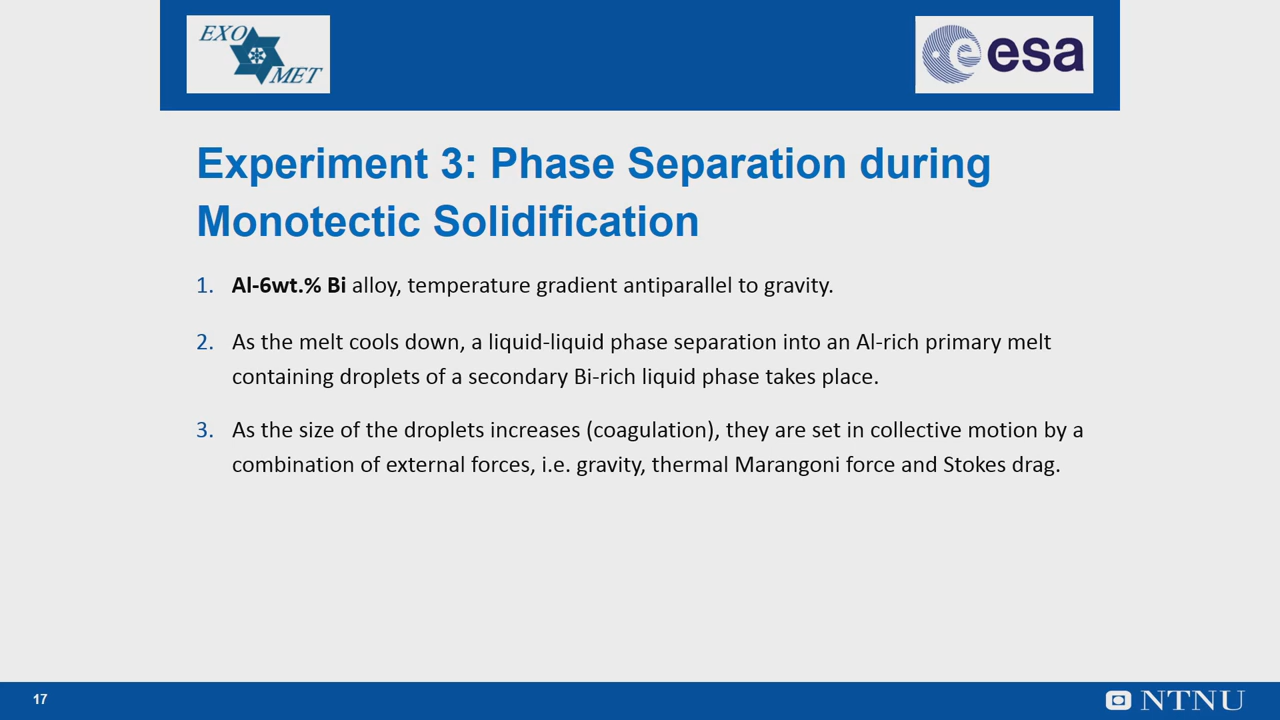 EXO
MET
esa
Experiment 3: Phase Separation during
Monotectic Solidification
1. Al-6wt.% Bi alloy, temperature gradient antiparallel to gravity.
2. As the melt cools down, a liquid-liquid phase separation into an Al-rich primary melt
containing droplets of a secondary Bi-rich liquid phase takes place.
3. As the size of the droplets increases (coagulation), they are set in collective motion by a
combination of external forces, i.e. gravity, thermal Marangoni force and Stokes drag.
17
NTNU